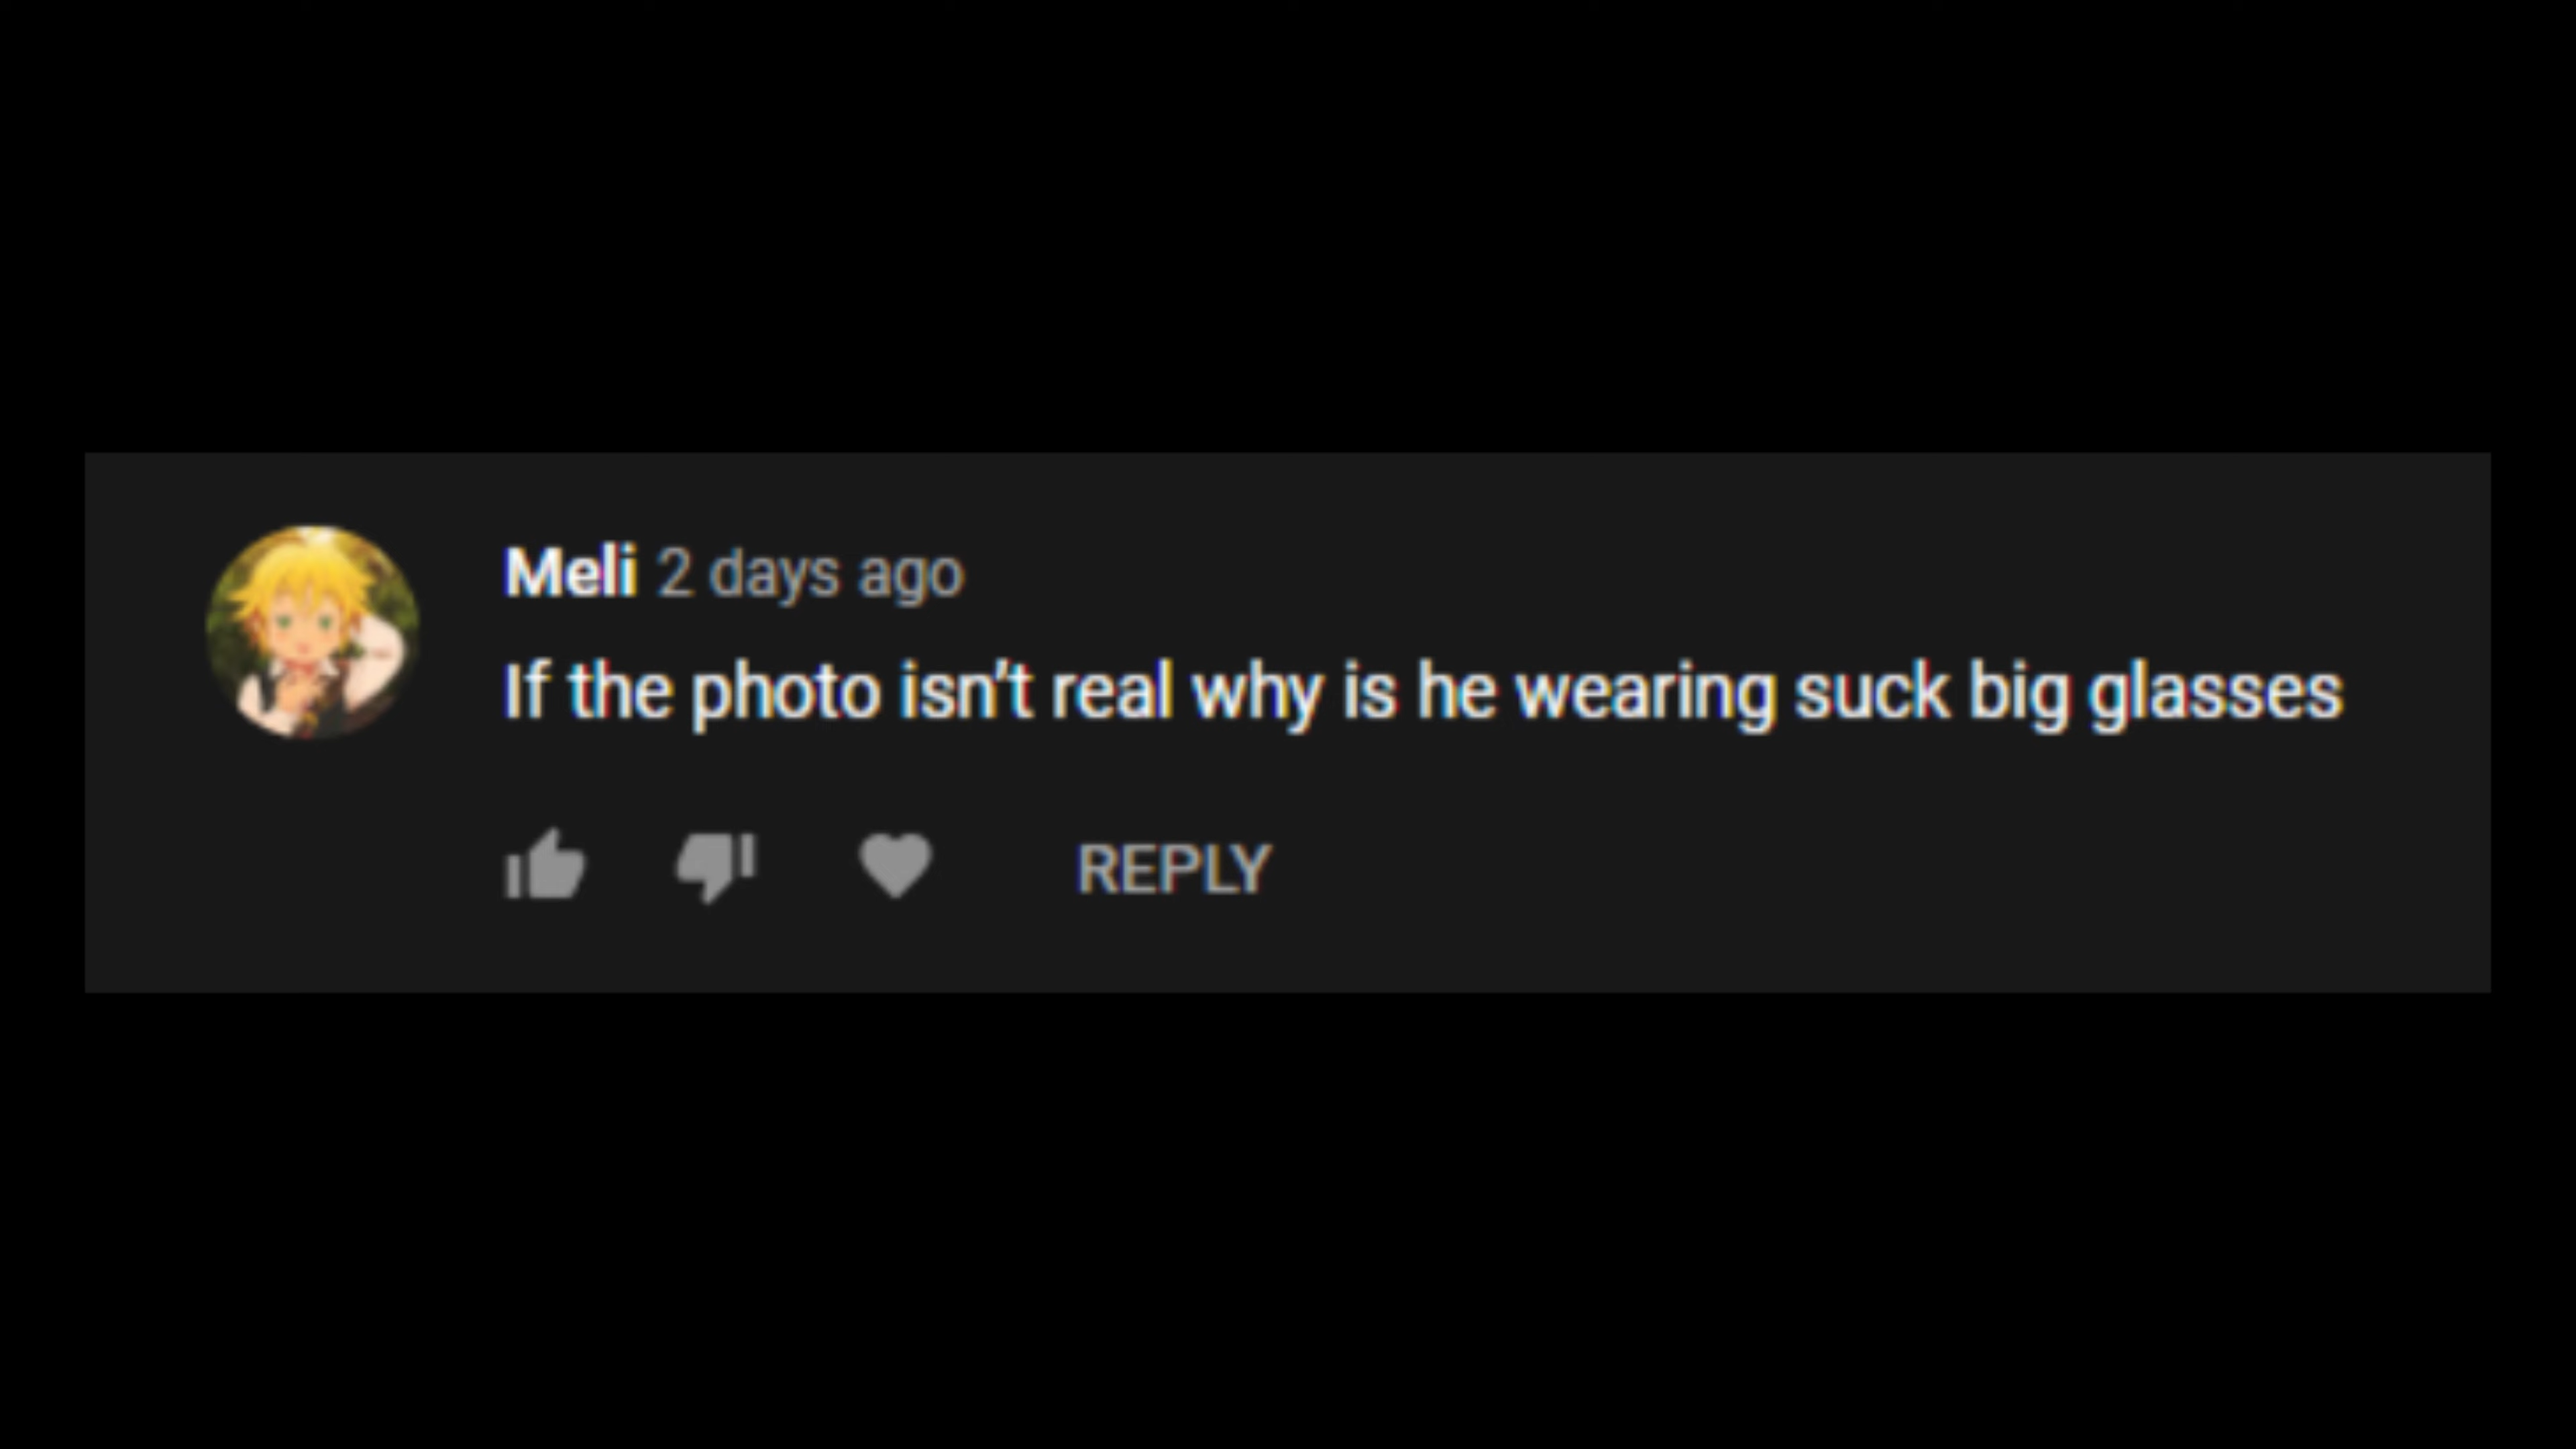 Meli 2 days ago
If the photo isn't real why is he wearing suck big glasses
REPLY